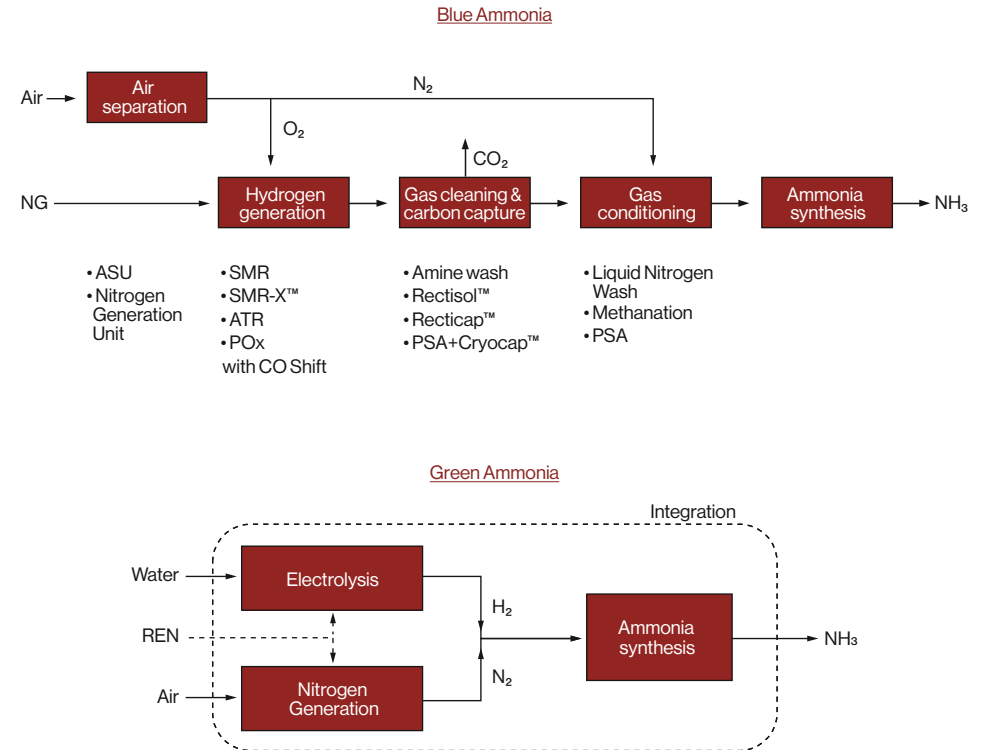 Blue Ammonia
Air
Air
separation
N₂
O₂
CO₂
NG
Hydrogen
generation
Gas cleaning &
carbon capture
Gas
conditioning
Ammonia
synthesis
NH₃
• ASU
• Nitrogen
Generation
Unit
• SMR
• SMR-X™
• ATR
• POx
with CO Shift
• Amine wash
• Rectisol™
• Recticap™
• PSA+Cryocap™
• Liquid Nitrogen
Wash
• Methanation
• PSA
Green Ammonia
Integration
Water
Electrolysis
H₂
REN
Ammonia
synthesis
NH₃
Air
Nitrogen
Generation
N₂